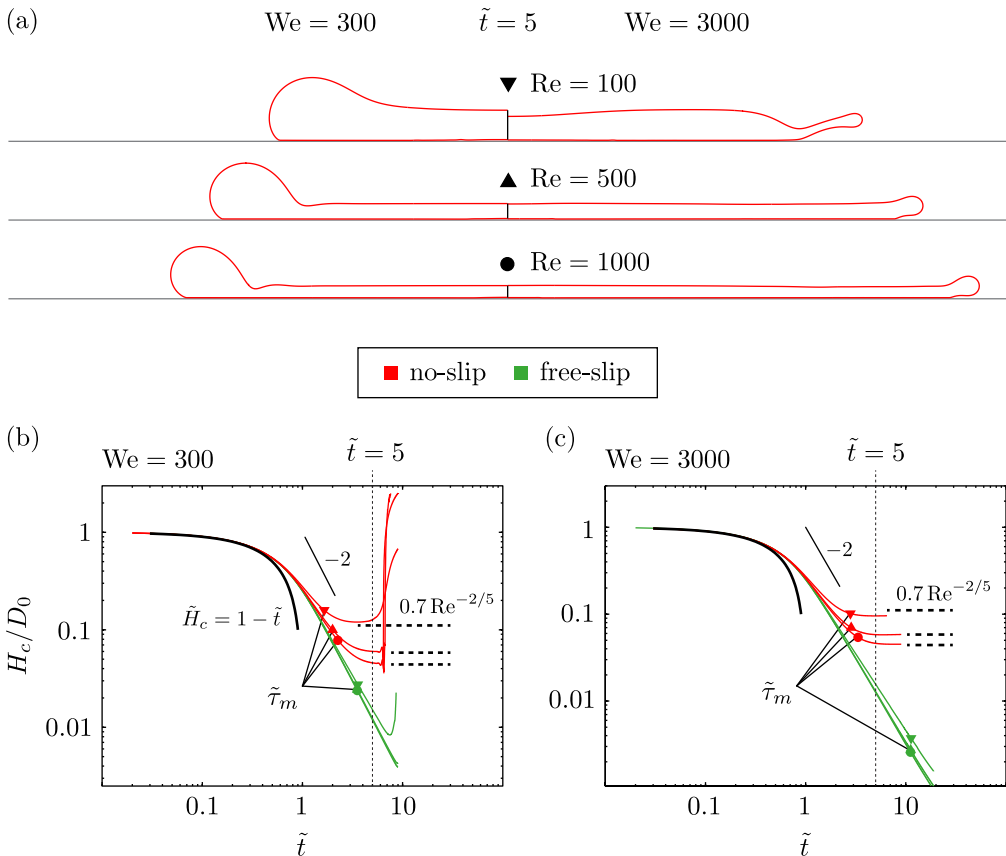 (a)
We = 300 t̃ = 5 We = 3000
Re = 100
Re = 500
Re = 1000
no-slip free-slip
(b)
We = 300 t̃ = 5
H_c/D_0
1
0.1
0.01
−2
0.7 Re^{−2/5}
H̃_c = 1 − t̃
τ̃_m
0.1 1 10
t̃
(c)
We = 3000 t̃ = 5
1
0.1
0.01
−2
0.7 Re^{−2/5}
τ̃_m
0.1 1 10
t̃